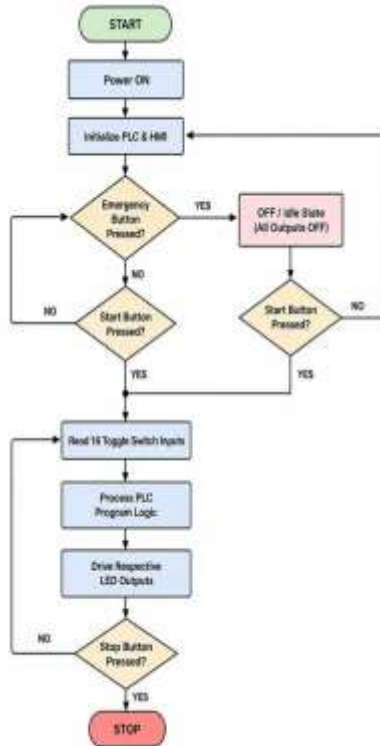 START
Power ON
Initialize PLC & HMI
Emergency
Button
Pressed?
YES
OFF / Idle State
(All Outputs OFF)
NO
NO
Start Button
Pressed?
Start Button
Pressed?
NO
YES
YES
Read 16 Toggle Switch Inputs
Process PLC
Program Logic
Drive Respective
LED Outputs
NO
Stop Button
Pressed?
YES
STOP